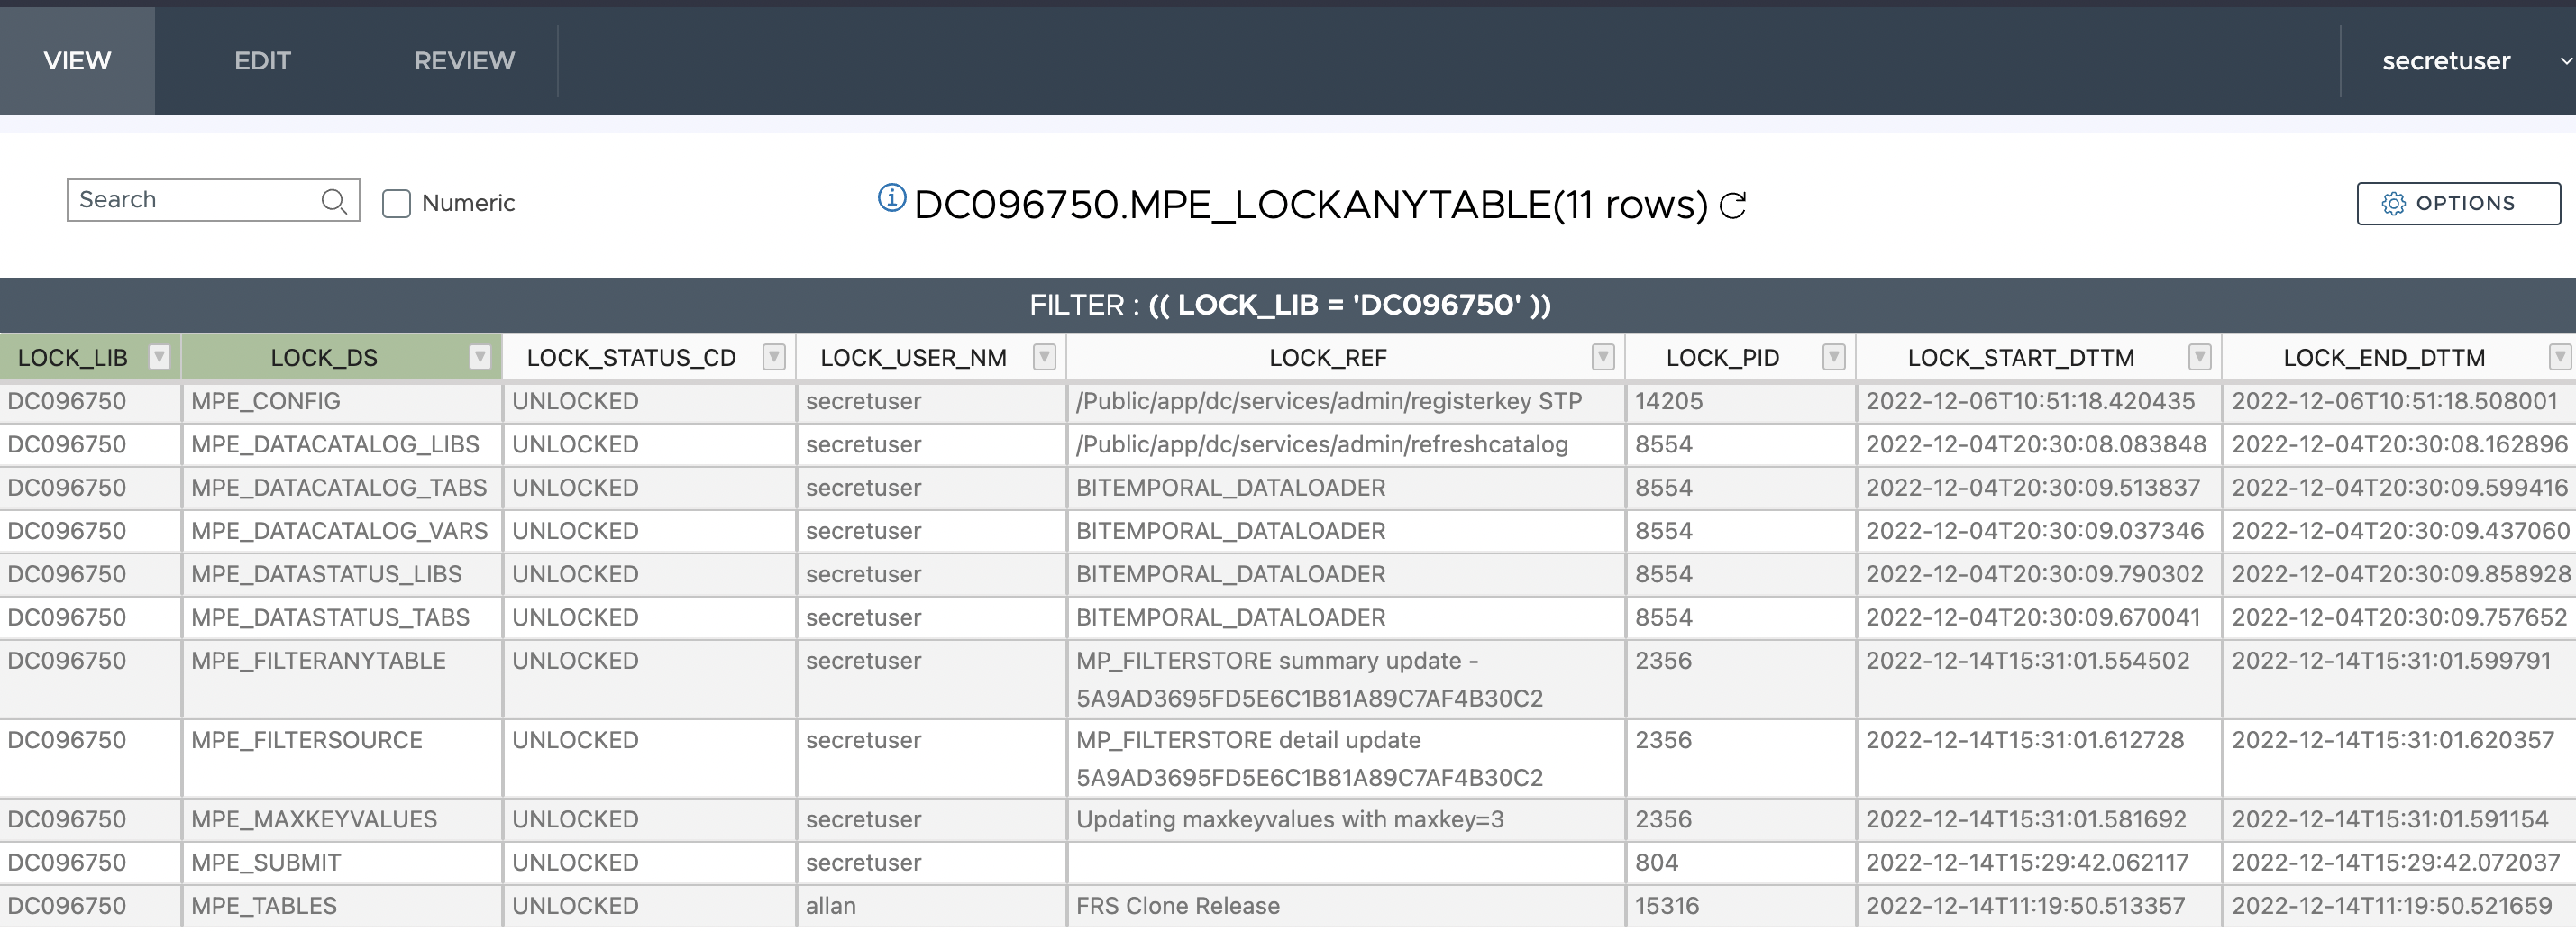 VIEW EDIT REVIEW secretuser
Search Numeric DC096750.MPE_LOCKANYTABLE(11 rows) OPTIONS
FILTER : (( LOCK_LIB = 'DC096750' ))
LOCK_LIB LOCK_DS LOCK_STATUS_CD LOCK_USER_NM LOCK_REF LOCK_PID LOCK_START_DTTM LOCK_END_DTTM
DC096750 MPE_CONFIG UNLOCKED secretuser /Public/app/dc/services/admin/registerkey STP 14205 2022-12-06T10:51:18.420435 2022-12-06T10:51:18.508001
DC096750 MPE_DATACATALOG_LIBS UNLOCKED secretuser /Public/app/dc/services/admin/refreshcatalog 8554 2022-12-04T20:30:08.083848 2022-12-04T20:30:08.162896
DC096750 MPE_DATACATALOG_TABS UNLOCKED secretuser BITEMPORAL_DATALOADER 8554 2022-12-04T20:30:09.513837 2022-12-04T20:30:09.599416
DC096750 MPE_DATACATALOG_VARS UNLOCKED secretuser BITEMPORAL_DATALOADER 8554 2022-12-04T20:30:09.037346 2022-12-04T20:30:09.437060
DC096750 MPE_DATASTATUS_LIBS UNLOCKED secretuser BITEMPORAL_DATALOADER 8554 2022-12-04T20:30:09.790302 2022-12-04T20:30:09.858928
DC096750 MPE_DATASTATUS_TABS UNLOCKED secretuser BITEMPORAL_DATALOADER 8554 2022-12-04T20:30:09.670041 2022-12-04T20:30:09.757652
DC096750 MPE_FILTERANYTABLE UNLOCKED secretuser MP_FILTERSTORE summary update - 2356 2022-12-14T15:31:01.554502 2022-12-14T15:31:01.599791
5A9AD3695FD5E6C1B81A89C7AF4B30C2
DC096750 MPE_FILTERSOURCE UNLOCKED secretuser MP_FILTERSTORE detail update 2356 2022-12-14T15:31:01.612728 2022-12-14T15:31:01.620357
5A9AD3695FD5E6C1B81A89C7AF4B30C2
DC096750 MPE_MAXKEYVALUES UNLOCKED secretuser Updating maxkeyvalues with maxkey=3 2356 2022-12-14T15:31:01.581692 2022-12-14T15:31:01.591154
DC096750 MPE_SUBMIT UNLOCKED secretuser 804 2022-12-14T15:29:42.062117 2022-12-14T15:29:42.072037
DC096750 MPE_TABLES UNLOCKED allan FRS Clone Release 15316 2022-12-14T11:19:50.513357 2022-12-14T11:19:50.521659